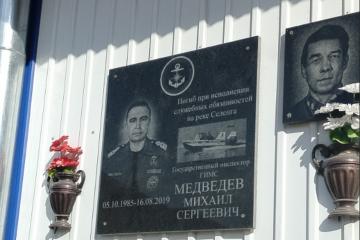 Погиб при исполнении
служебных обязанностей
на реке Селенга
Государственный инспектор
ГИМС
МЕДВЕДЕВ
МИХАИЛ
СЕРГЕЕВИЧ
05.10.1985-16.08.2019